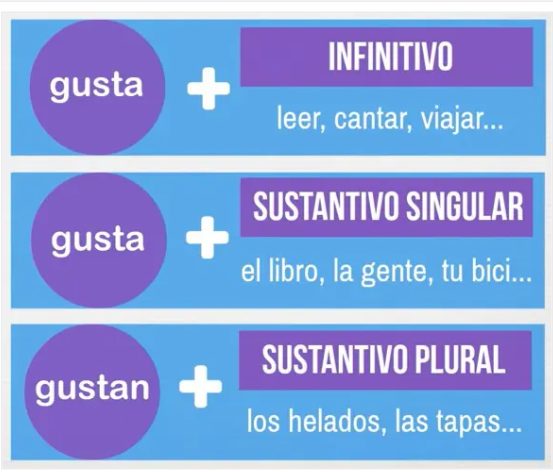 gusta + INFINITIVO
leer, cantar, viajar...
gusta + SUSTANTIVO SINGULAR
el libro, la gente, tu bici...
gustan + SUSTANTIVO PLURAL
los helados, las tapas...